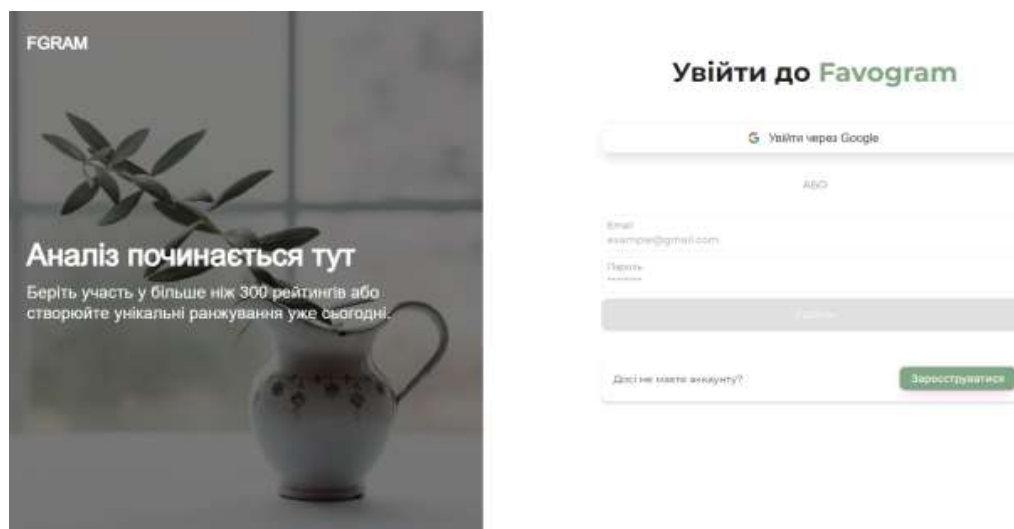 FGRAM
Аналіз починається тут
Беріть участь у більше ніж 300 рейтингів або
створюйте унікальні ранжування уже сьогодні.
Увійти до Favogram
Увійти через Google
АБО
Email
example@gmail.com
Пароль
Досі не маєте аккаунту?
Зареєструватися